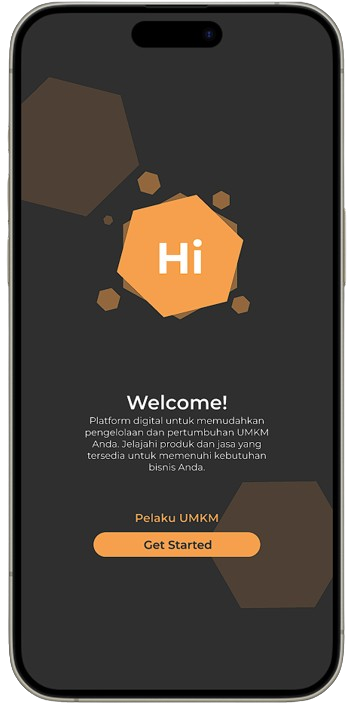 Hi
Welcome!
Platform digital untuk memudahkan
pengelolaan dan pertumbuhan UMKM
Anda. Jelajahi produk dan jasa yang
tersedia untuk memenuhi kebutuhan
bisnis Anda.
Pelaku UMKM
Get Started